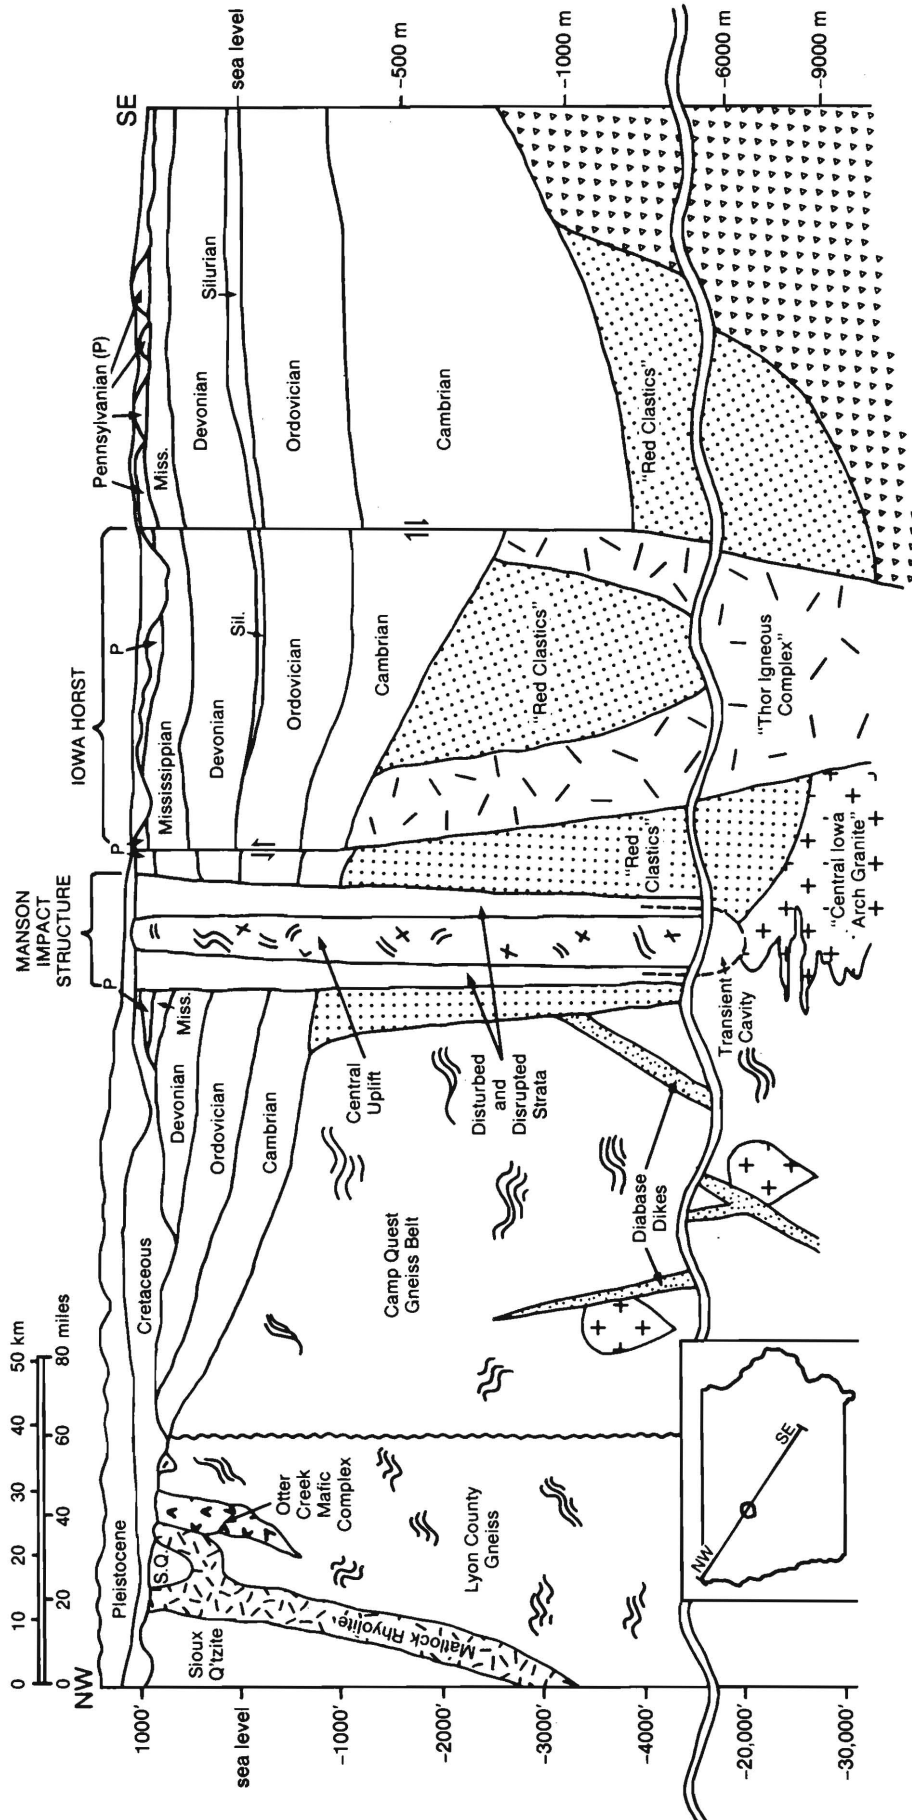 0 10 20 30 40 50 km
0 20 40 60 80 miles
NW
SE
MANSON
IMPACT
STRUCTURE
IOWA HORST
Pennsylvanian (P)
P
P
P
Pleistocene
Cretaceous
1000'
sea level
-1000'
-2000'
-3000'
-4000'
-20,000'
-30,000'
sea level
-500 m
-1000 m
-6000 m
-9000 m
Sioux
Q'tzite
S.Q.
Matlock Rhyolite
Otter
Creek
Mafic
Complex
Lyon County
Gneiss
Devonian
Miss.
Ordovician
Cambrian
Camp Quest
Gneiss Belt
Central
Uplift
Disturbed
and
Disrupted
Strata
Diabase
Dikes
Transient
Cavity
"Red
Clastics"
"Central Iowa
Arch Granite"
Mississippian
Devonian
Sil.
Ordovician
Cambrian
"Red Clastics"
"Thor Igneous
Complex"
Miss.
Devonian
Silurian
Ordovician
Cambrian
"Red Clastics"
NW
SE